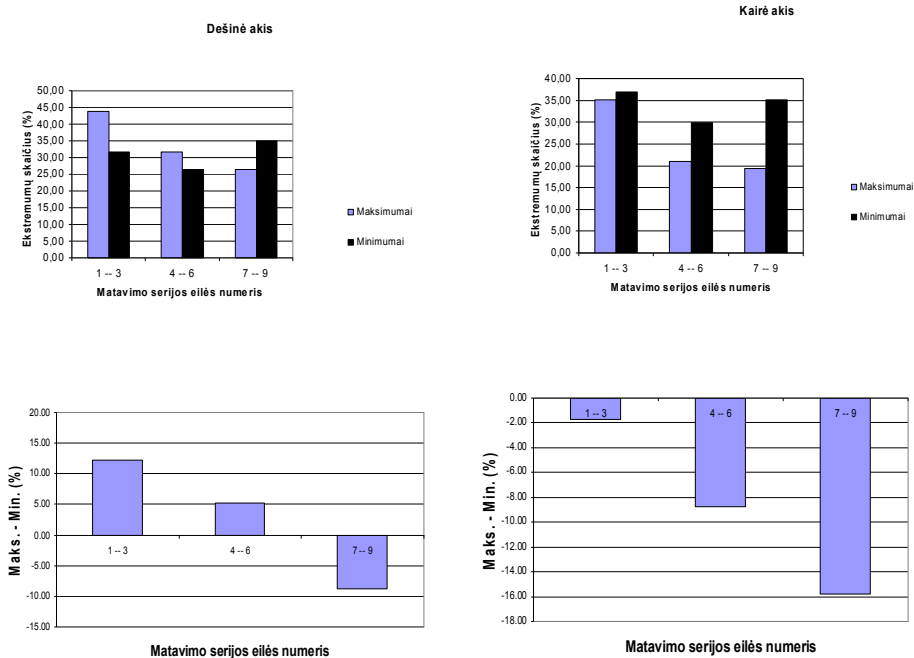 Dešinė akis
Ekstremumų skaičius (%)
50,00
45,00
40,00
35,00
30,00
25,00
20,00
15,00
10,00
5,00
0,00
1 -- 3
4 -- 6
7 -- 9
Matavimo serijos eilės numeris
Maksimumai
Minimumai
Kairė akis
Ekstremumų skaičius (%)
40,00
35,00
30,00
25,00
20,00
15,00
10,00
5,00
0,00
1 -- 3
4 -- 6
7 -- 9
Matavimo serijos eilės numeris
Maksimumai
Minimumai
Maks. - Min. (%)
20.00
15.00
10.00
5.00
0.00
-5.00
-10.00
-15.00
1 -- 3
4 -- 6
7 -- 9
Matavimo serijos eilės numeris
Maks. - Min. (%)
0.00
-2.00
-4.00
-6.00
-8.00
-10.00
-12.00
-14.00
-16.00
-18.00
1 -- 3
4 -- 6
7 -- 9
Matavimo serijos eilės numeris